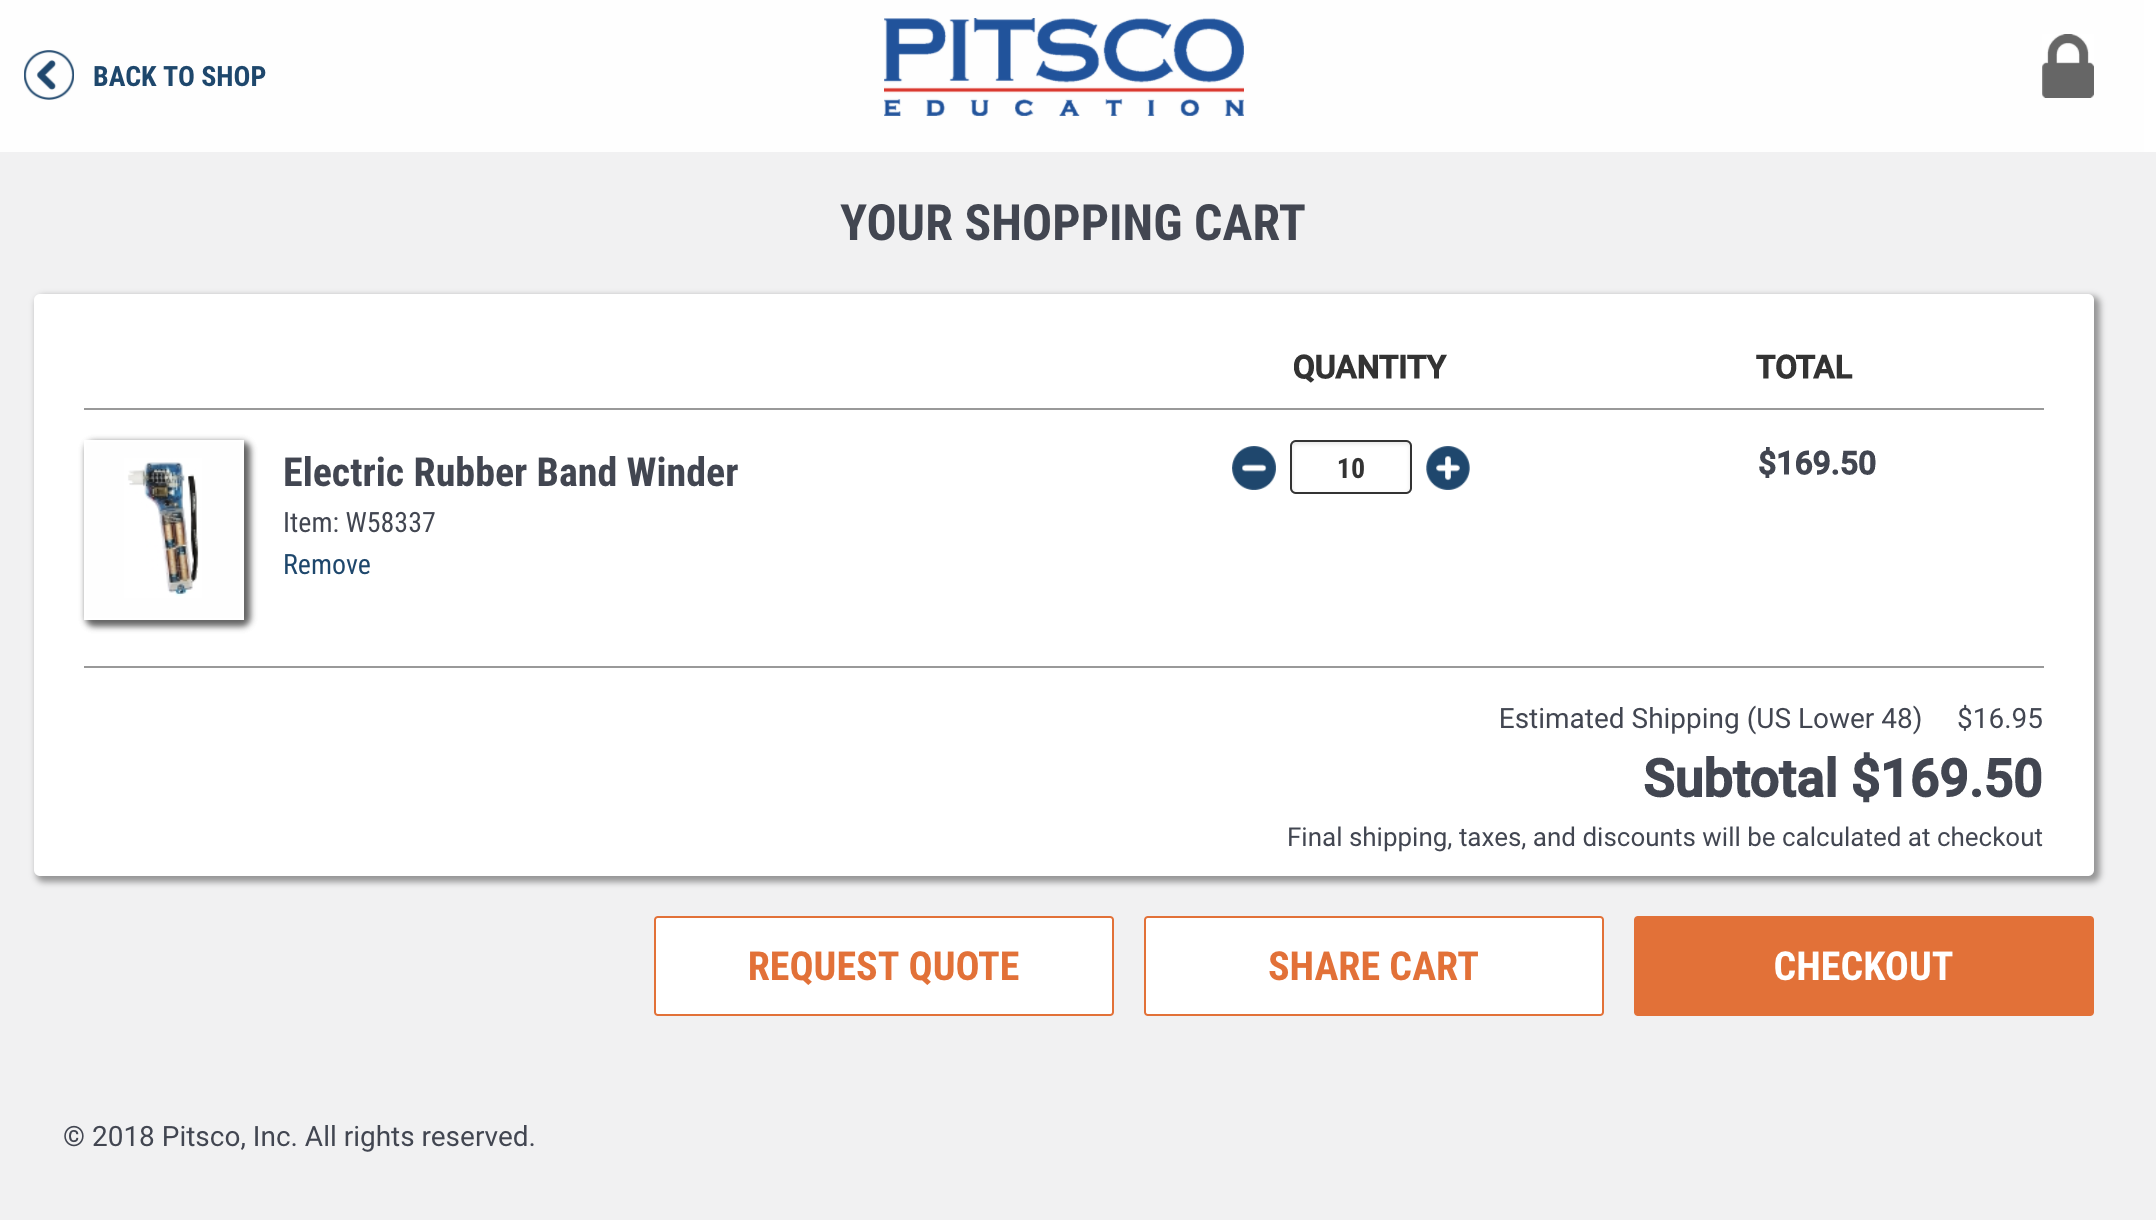 BACK TO SHOP
PITSCO
EDUCATION
YOUR SHOPPING CART
QUANTITY TOTAL
Electric Rubber Band Winder
10
$169.50
Item: W58337
Remove
Estimated Shipping (US Lower 48) $16.95
Subtotal $169.50
Final shipping, taxes, and discounts will be calculated at checkout
REQUEST QUOTE
SHARE CART
CHECKOUT
© 2018 Pitsco, Inc. All rights reserved.